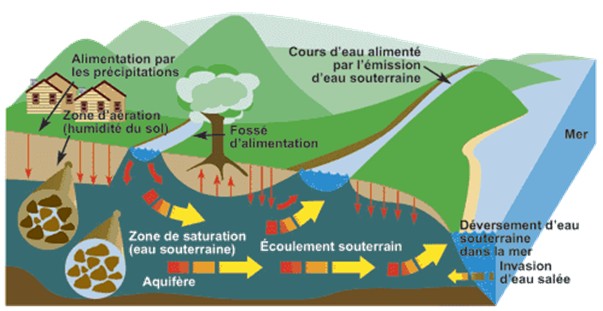 Alimentation par
les précipitations
Zone d'aération
(humidité du sol)
Fossé
d'alimentation
Cours d'eau alimenté
par l'émission
d'eau souterraine
Mer
Zone de saturation
(eau souterraine)
Écoulement souterrain
Aquifère
Déversement d'eau
souterraine
dans la mer
Invasion
d'eau salée